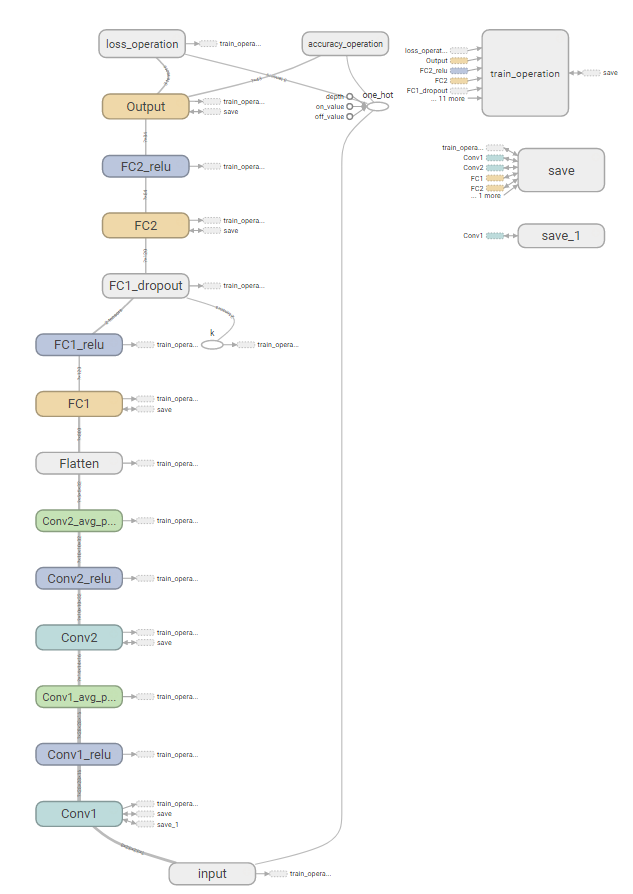 loss_operation
train_opera...
accuracy_operation
Output
train_opera...
save
depth
on_value
off_value
one_hot
FC2_relu
train_opera...
FC2
train_opera...
save
FC1_dropout
train_opera...
FC1_relu
train_opera...
k
train_opera...
FC1
train_opera...
save
Flatten
train_opera...
Conv2_avg_p...
train_opera...
Conv2_relu
train_opera...
Conv2
train_opera...
save
Conv1_avg_p...
train_opera...
Conv1_relu
train_opera...
Conv1
train_opera...
save
save_1
input
train_opera...
loss_operat...
Output
FC2_relu
FC2
FC1_dropout
... 11 more
train_operation
save
train_opera...
Conv1
Conv2
FC1
FC2
... 1 more
save
Conv1
save_1